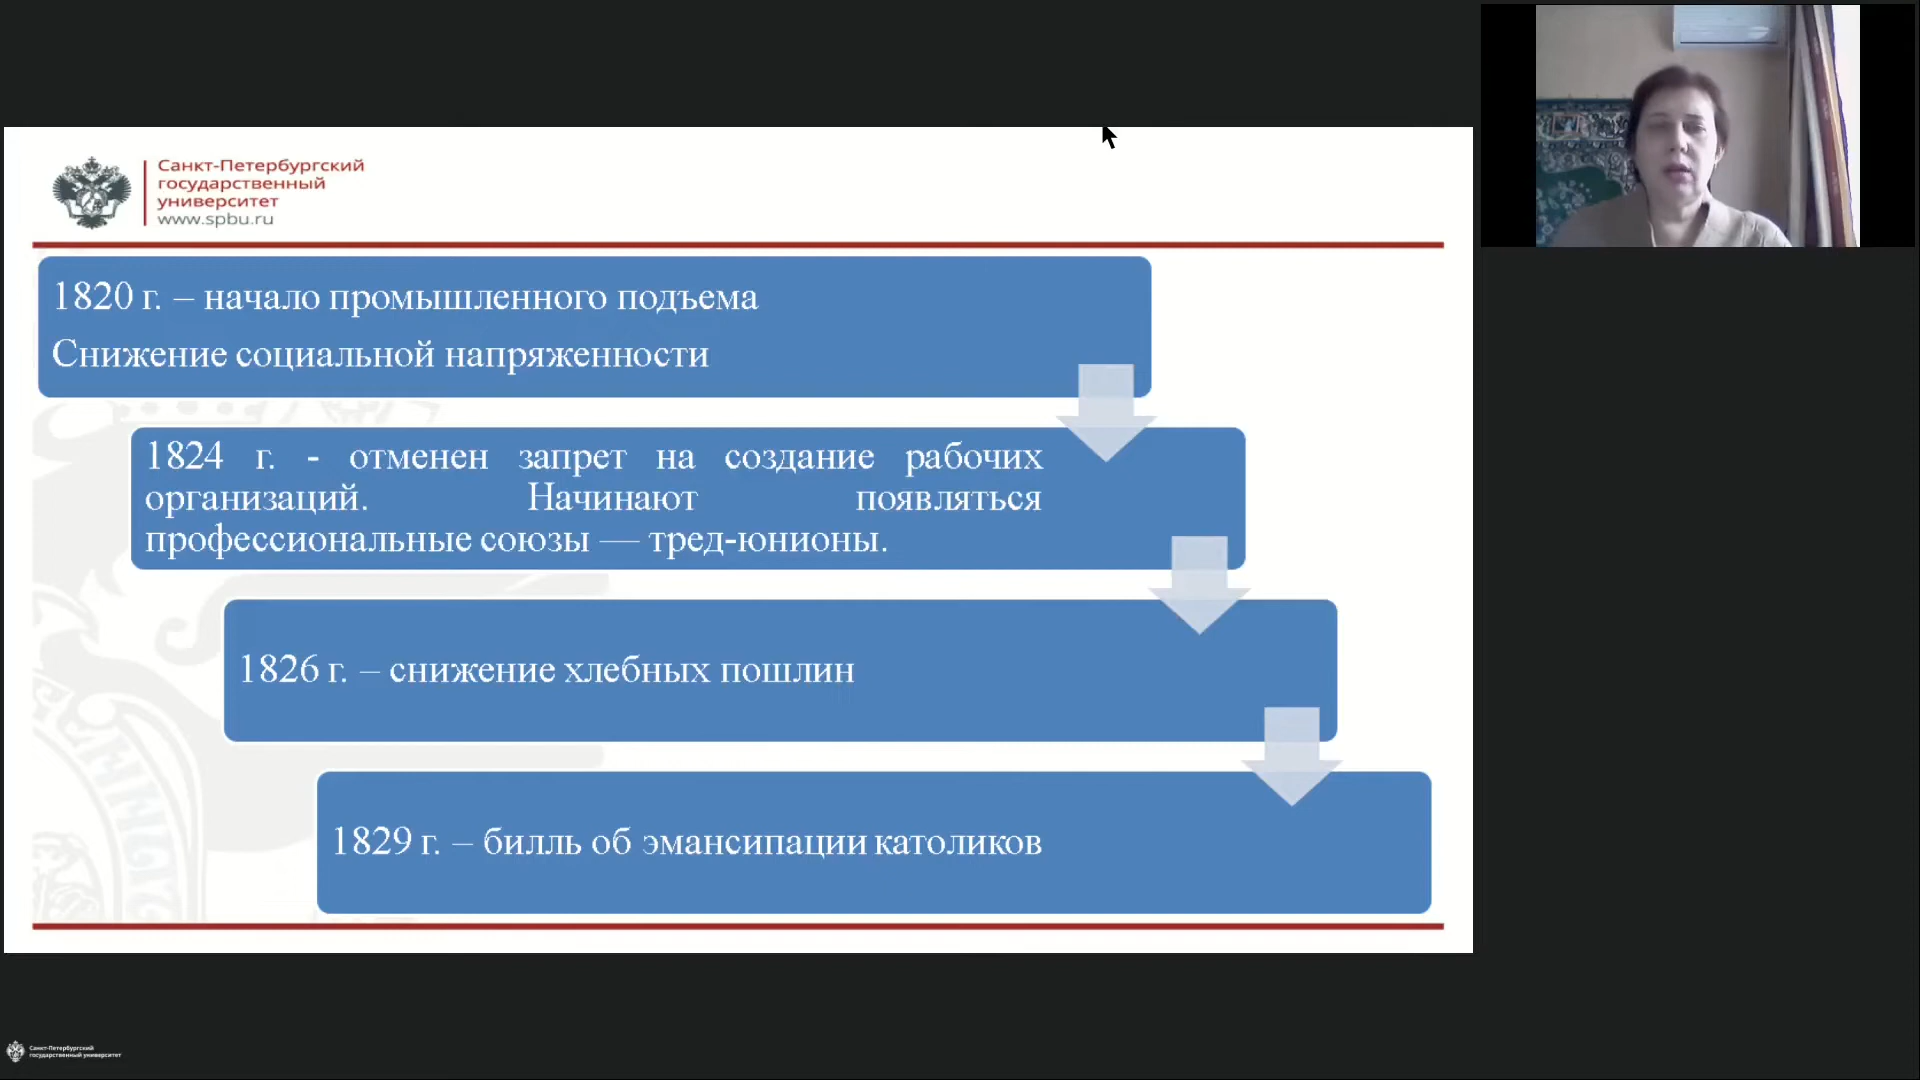 Санкт-Петербургский
государственный
университет
www.spbu.ru
1820 г. – начало промышленного подъема
Снижение социальной напряженности
1824 г. - отменен запрет на создание рабочих
организаций. Начинают появляться
профессиональные союзы — тред-юнионы.
1826 г. – снижение хлебных пошлин
1829 г. – билль об эмансипации католиков
Санкт-Петербургский
государственный университет